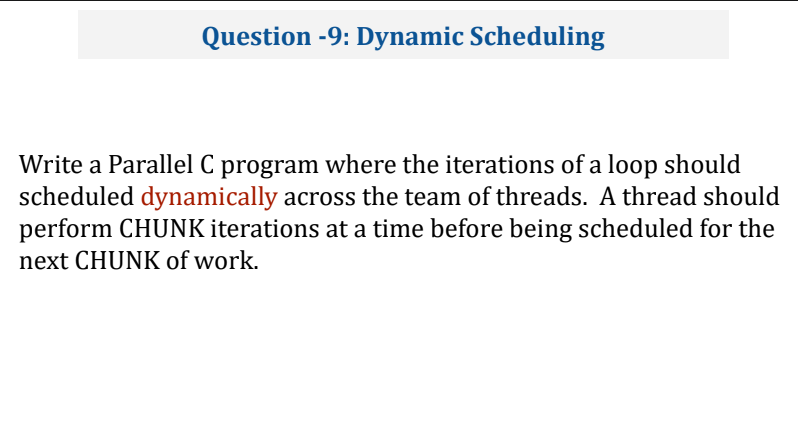 Question -9: Dynamic Scheduling
Write a Parallel C program where the iterations of a loop should
scheduled dynamically across the team of threads.  A thread should
perform CHUNK iterations at a time before being scheduled for the
next CHUNK of work.